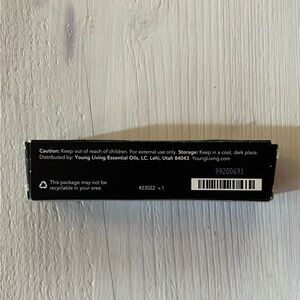 Caution: Keep out of reach of children. For external use only. Storage: Keep in a cool, dark place.
Distributed by: Young Living Essential Oils, LC. Lehi, Utah 84043 YoungLiving.com
99200691
This package may not be
recyclable in your area
#23022 v.1